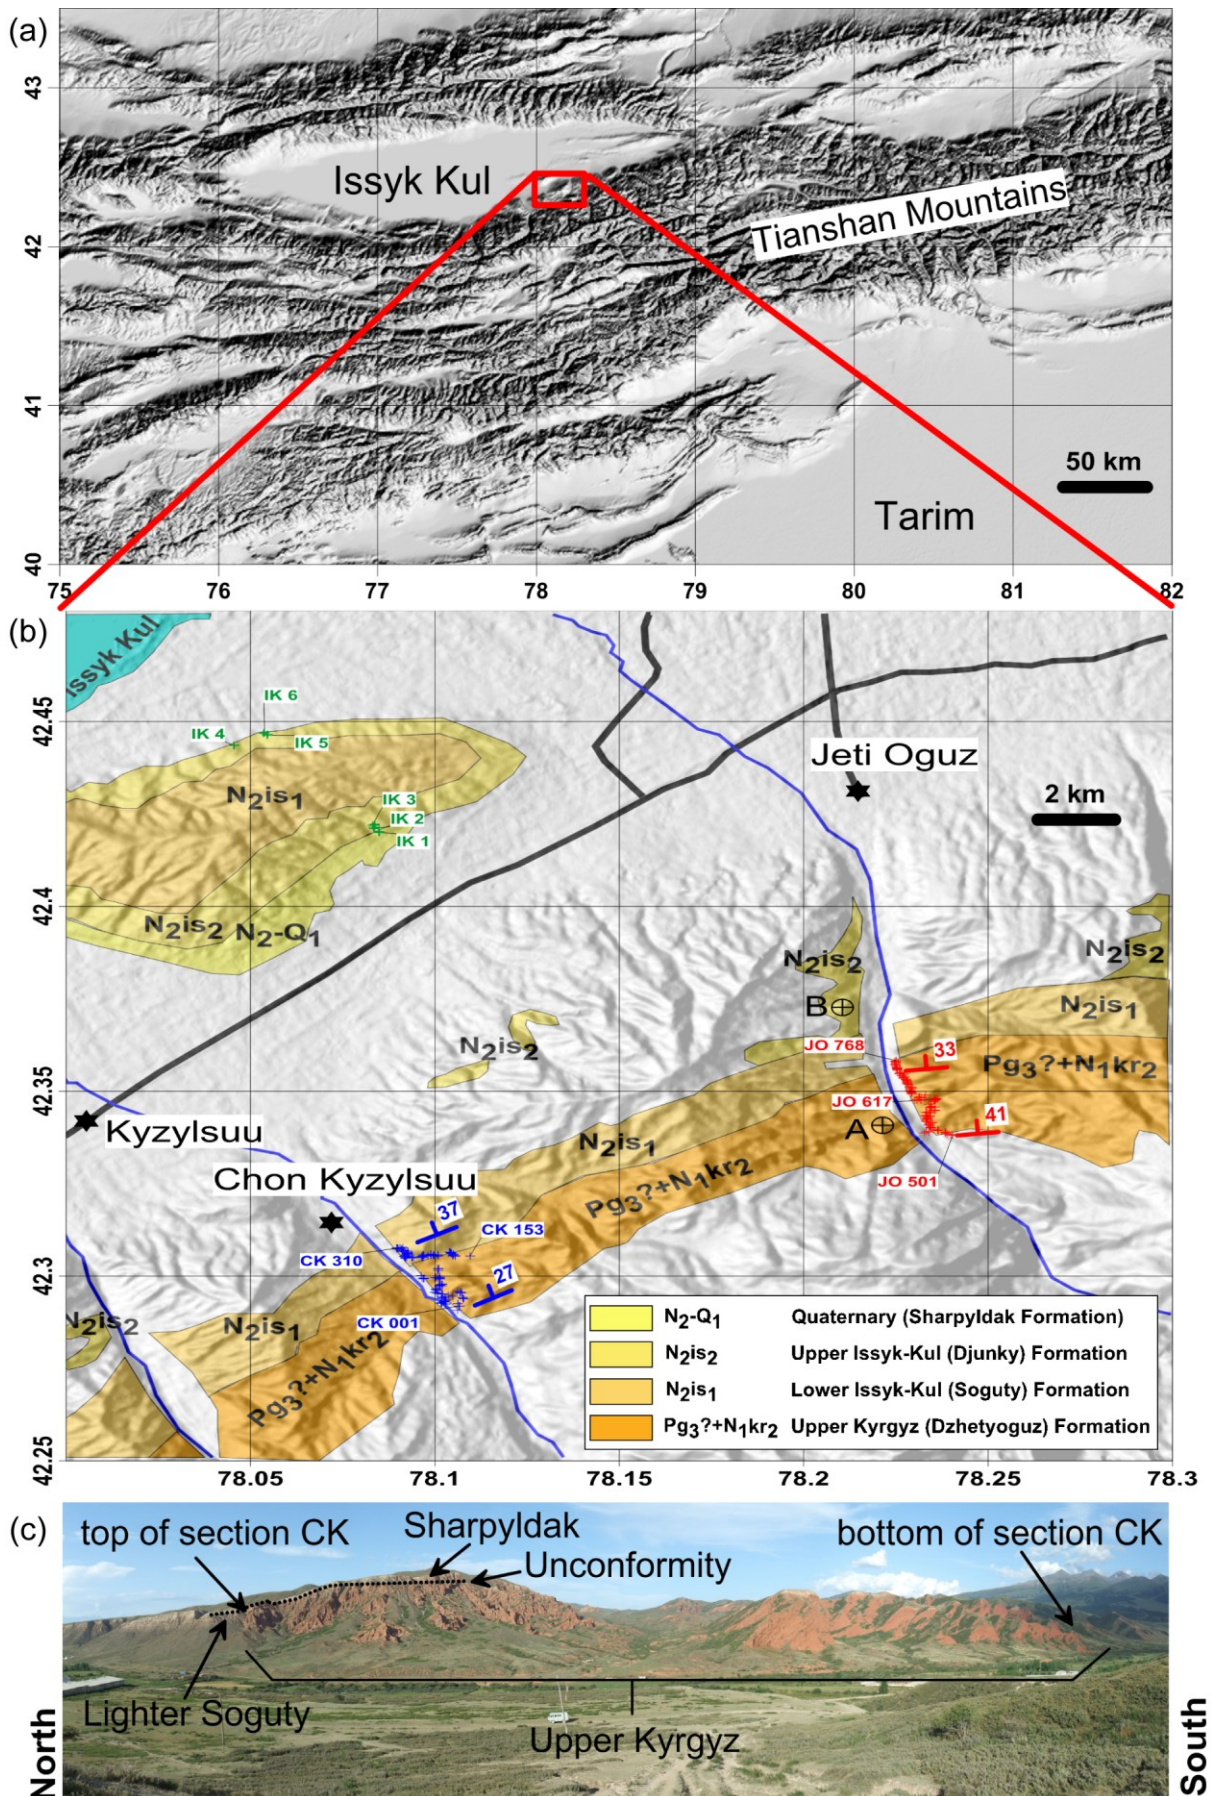 (a)
43
42
41
40
Issyk Kul
Tianshan Mountains
50 km
Tarim
75 76 77 78 79 80 81 82
(b)
Issyk Kul
42.45
42.4
42.35
42.3
42.25
IK 6
IK 4
IK 5
N2is1
IK 3
IK 2
IK 1
N2is2
N2-Q1
Jeti Oguz
2 km
N2is2
N2is2
B
N2is1
JO 768
33
Pg3?+N1kr2
N2is2
JO 617
41
A
JO 501
Kyzylsuu
N2is1
Pg3?+N1kr2
Chon Kyzylsuu
37
CK 153
CK 310
27
CK 001
N2is2
N2is1
Pg3?+N1kr2
N2-Q1 Quaternary (Sharpyldak Formation)
N2is2 Upper Issyk-Kul (Djunky) Formation
N2is1 Lower Issyk-Kul (Soguty) Formation
Pg3?+N1kr2 Upper Kyrgyz (Dzhetyoguz) Formation
78.05 78.1 78.15 78.2 78.25 78.3
(c)
top of section CK
Sharpyldak
Unconformity
bottom of section CK
Lighter Soguty
Upper Kyrgyz
North
South